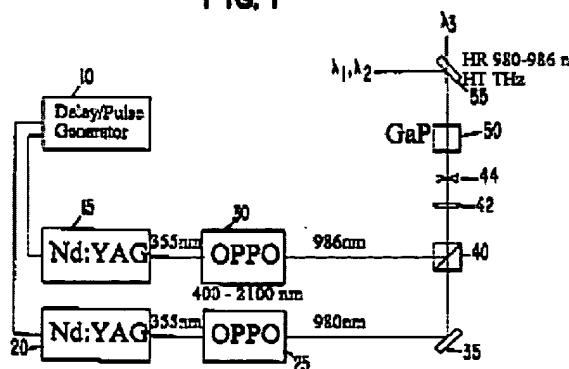 FIG. 1
λ3
10
λ1, λ2
HR 980-986 n
HT THz
55
Delay/Pulse
Generator
GaP
50
44
15
30
42
Nd:YAG
355nm
OPPO
986nm
40
400 - 2100 nm
Nd:YAG
355nm
OPPO
980nm
20
25
35